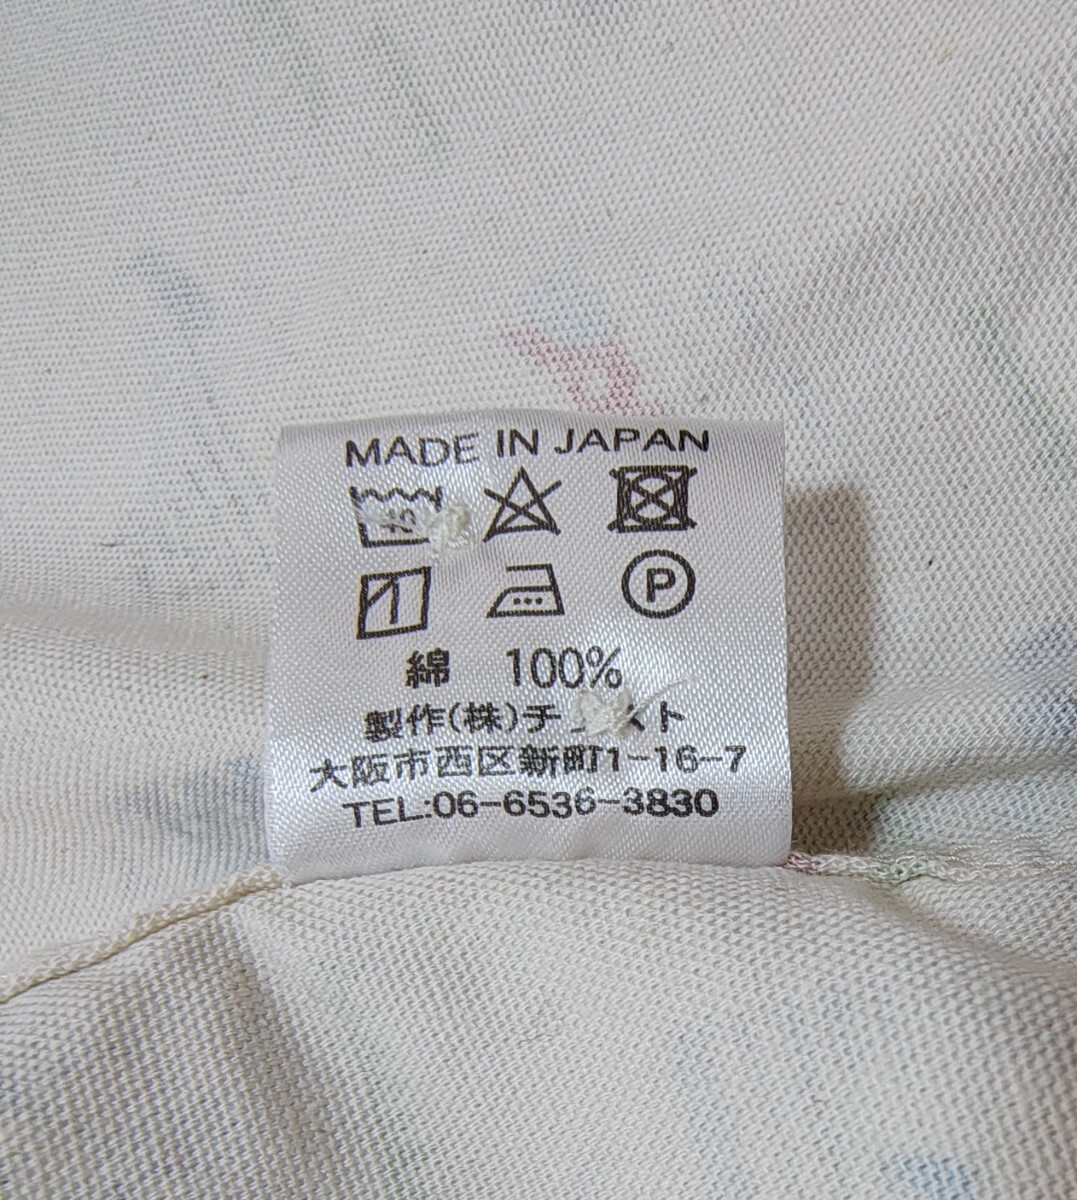 MADE IN JAPAN
P
綿 100%
製作(株)
大阪市西区新町1-16-7
TEL:06-6536-3830